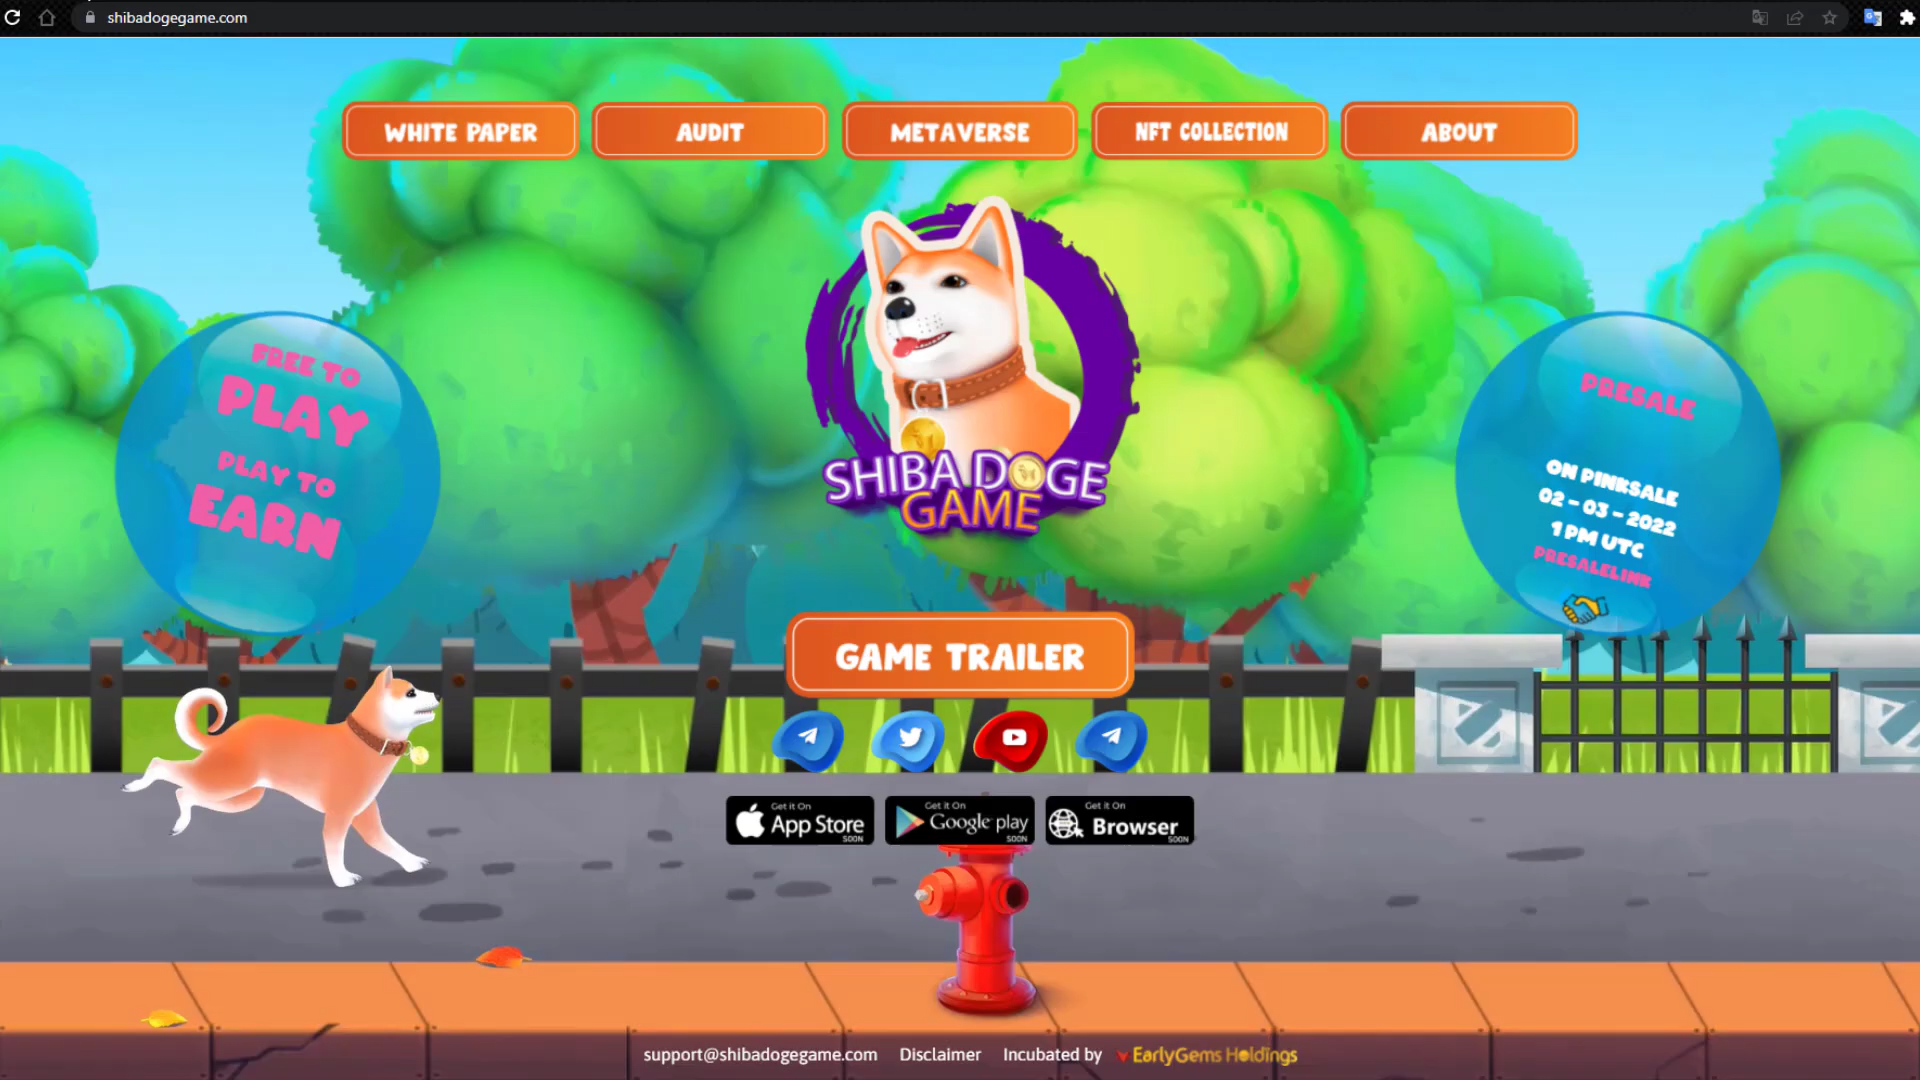 shibadogegame.com
WHITE PAPER
AUDIT
METAVERSE
NFT COLLECTION
ABOUT
FREE TO
PLAY
PLAY TO
EARN
SHIBA DOGE
GAME
PRESALE
ON PINKSALE
02 - 03 - 2022
1 PM UTC
PRESALELINK
GAME TRAILER
Get it On
App Store
SOON
Get it On
Google play
SOON
Get it On
Browser
SOON
support@shibadogegame.com
Disclaimer
Incubated by
EarlyGems Holdings